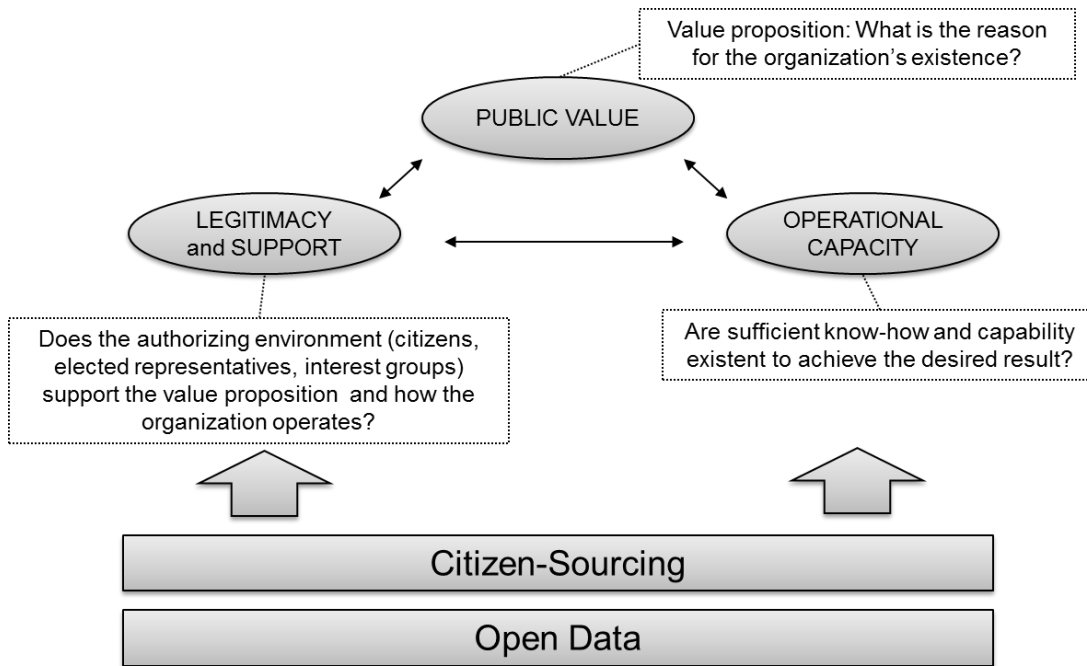 Value proposition: What is the reason
for the organization’s existence?
PUBLIC VALUE
LEGITIMACY
and SUPPORT
OPERATIONAL
CAPACITY
Does the authorizing environment (citizens,
elected representatives, interest groups)
support the value proposition and how the
organization operates?
Are sufficient know-how and capability
existent to achieve the desired result?
Citizen-Sourcing
Open Data